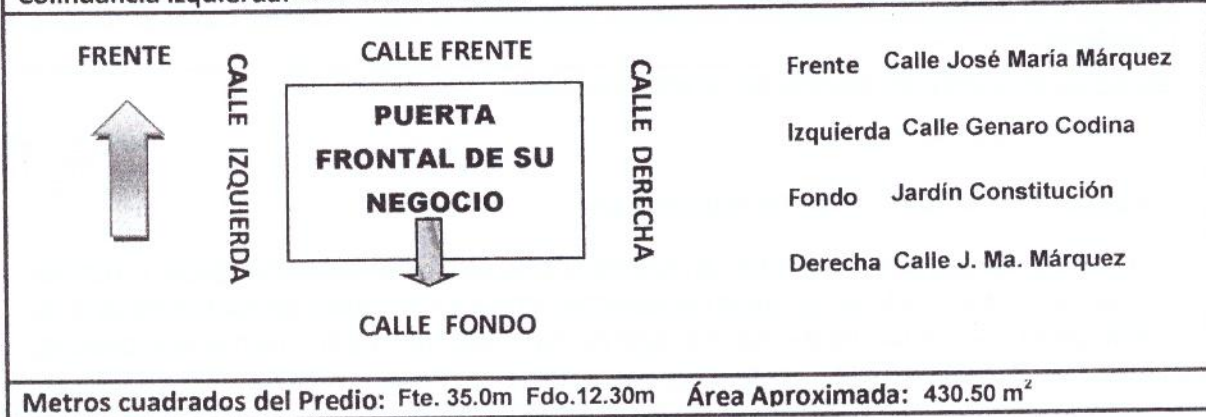 Colindancia Izquierda:
FRENTE
CALLE IZQUIERDA
CALLE FRENTE
PUERTA
FRONTAL DE SU
NEGOCIO
CALLE FONDO
CALLE DERECHA
Frente Calle José María Márquez
Izquierda Calle Genaro Codina
Fondo Jardín Constitución
Derecha Calle J. Ma. Márquez
Metros cuadrados del Predio: Fte. 35.0m Fdo.12.30m Área Aproximada: 430.50 m²